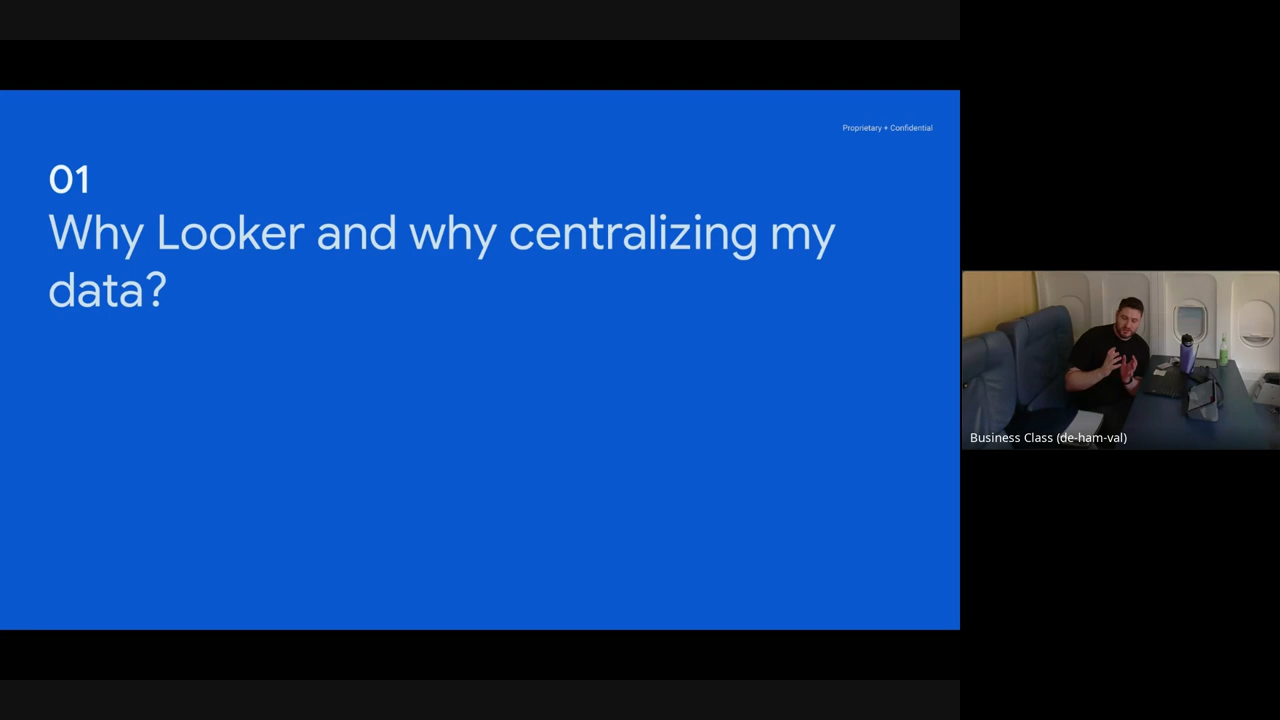 Proprietary + Confidential
01
Why Looker and why centralizing my
data?
Business Class (de-ham-val)